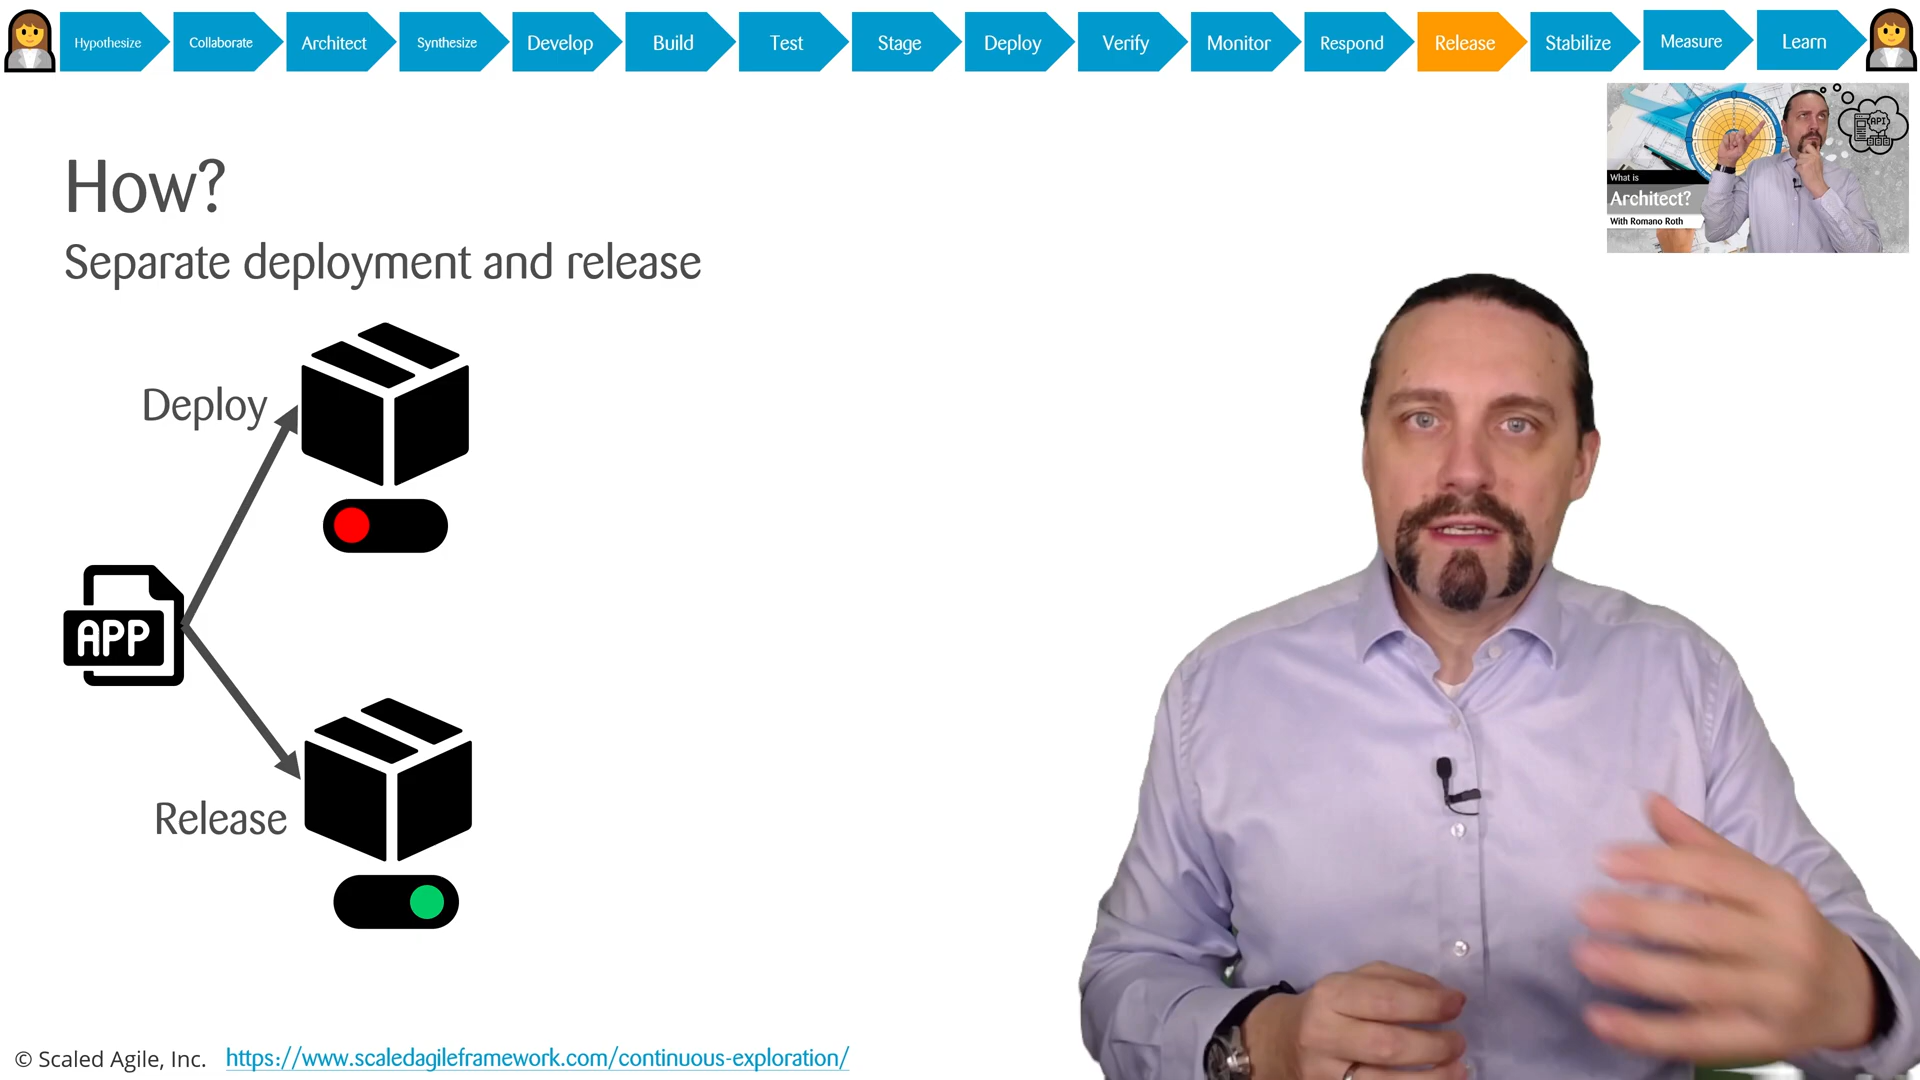 Hypothesize
Collaborate
Architect
Synthesize
Develop
Build
Test
Stage
Deploy
Verify
Monitor
Respond
Release
Stabilize
Measure
Learn
API
What is
Architect?
With Romano Roth
How?
Separate deployment and release
Deploy
APP
Release
© Scaled Agile, Inc. https://www.scaledagileframework.com/continuous-exploration/